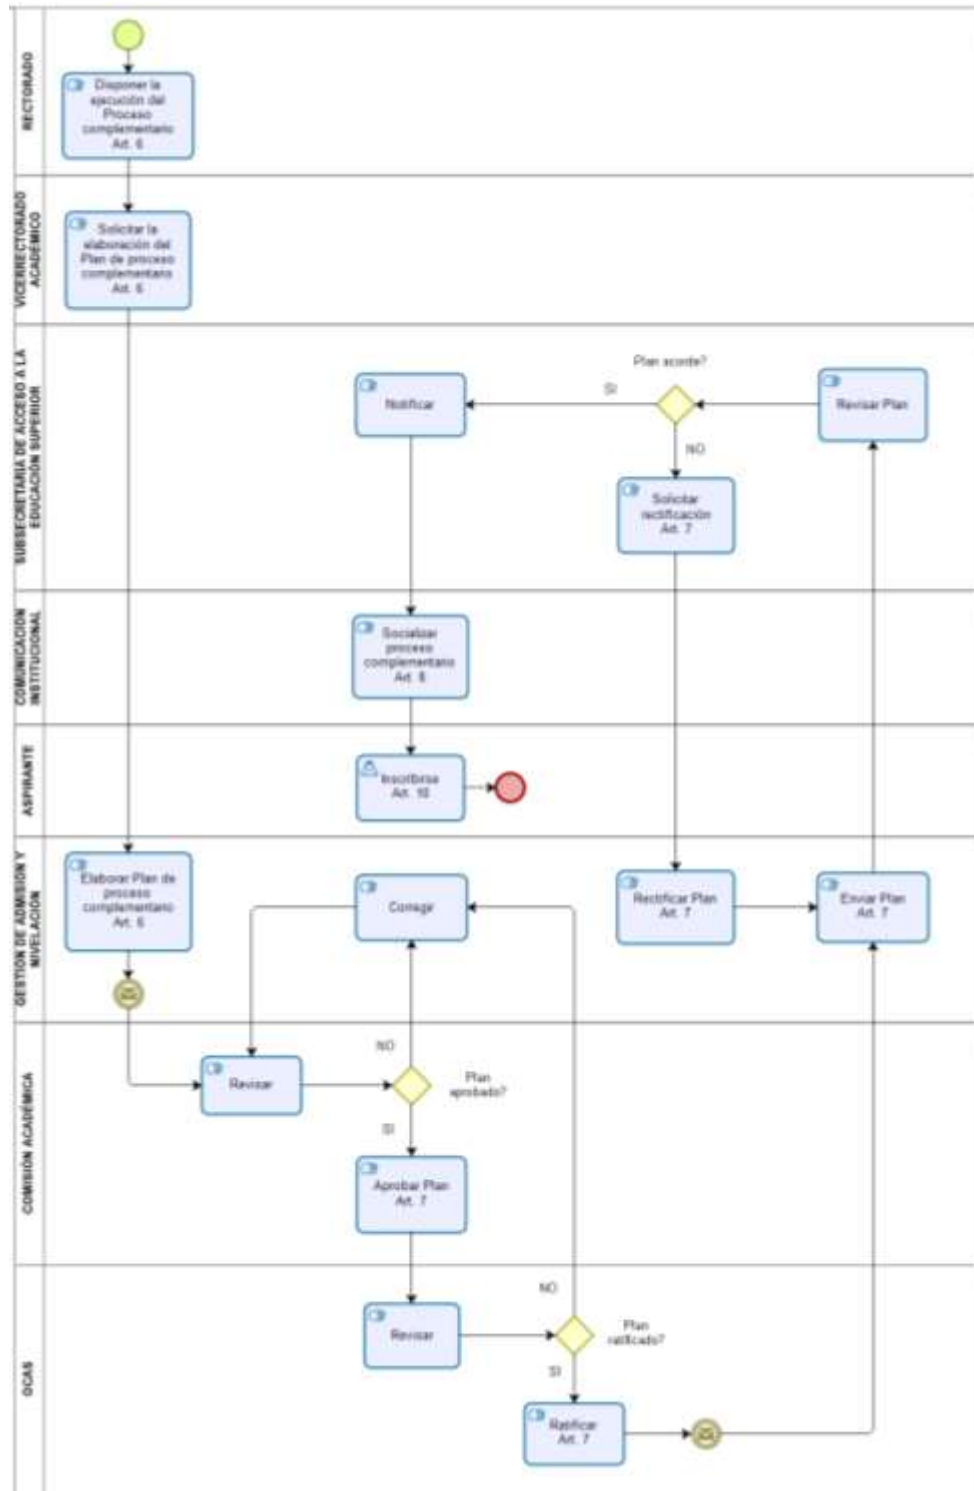 RECTORADO
Disponer la
ejecución del
Proceso
complementario
Art. 6
VICERRECTORADO
ACADÉMICO
Solicitar la
elaboración del
Plan de proceso
complementario
Art. 6
SUBSECRETARIA DE ACCESO A LA
EDUCACIÓN SUPERIOR
Notificar
SI
Plan acorde?
NO
Revisar Plan
Solicitar
rectificación
Art. 7
COMUNICACIÓN
INSTITUCIONAL
Socializar
proceso
complementario
Art. 8
ASPIRANTE
Inscribirse
Art. 10
GESTIÓN DE ADMISION Y
NIVELACIÓN
Elaborar Plan de
proceso
complementario
Art. 6
Corregir
Rectificar Plan
Art. 7
Enviar Plan
Art. 7
COMISIÓN ACADÉMICA
Revisar
NO
Plan
aprobado?
SI
Aprobar Plan
Art. 7
OCAS
Revisar
NO
Plan
ratificado?
SI
Ratificar
Art. 7